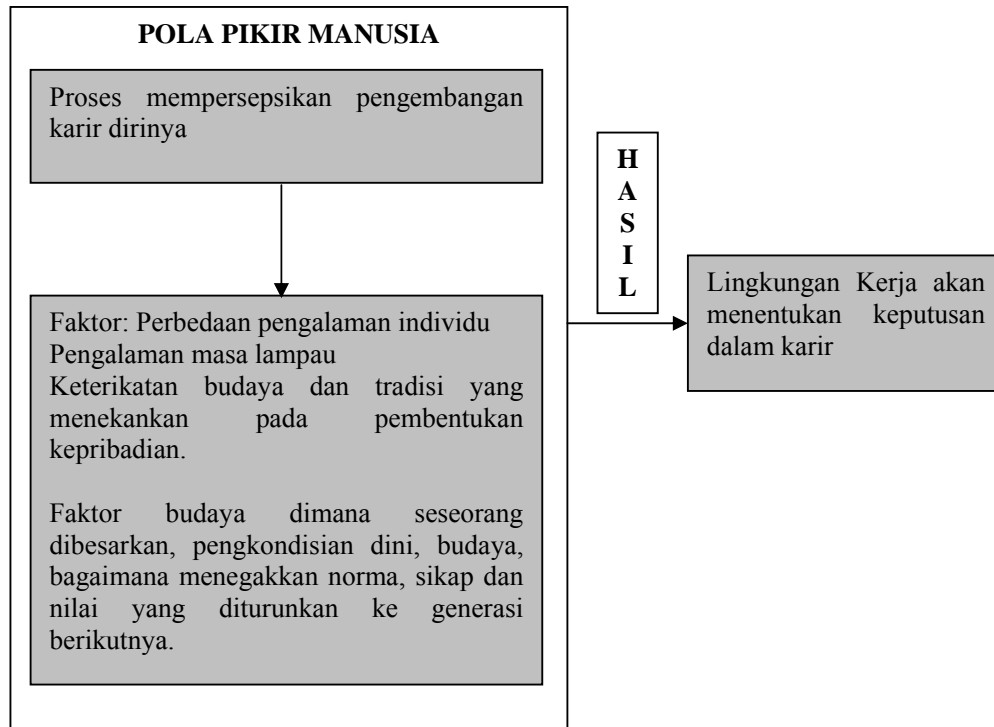 POLA PIKIR MANUSIA
Proses mempersepsikan pengembangan
karir dirinya
Faktor: Perbedaan pengalaman individu
Pengalaman masa lampau
Keterikatan budaya dan tradisi yang
menekankan pada pembentukan
kepribadian.
Faktor budaya dimana seseorang
dibesarkan, pengkondisian dini, budaya,
bagaimana menegakkan norma, sikap dan
nilai yang diturunkan ke generasi
berikutnya.
H
A
S
I
L
Lingkungan Kerja akan
menentukan keputusan
dalam karir